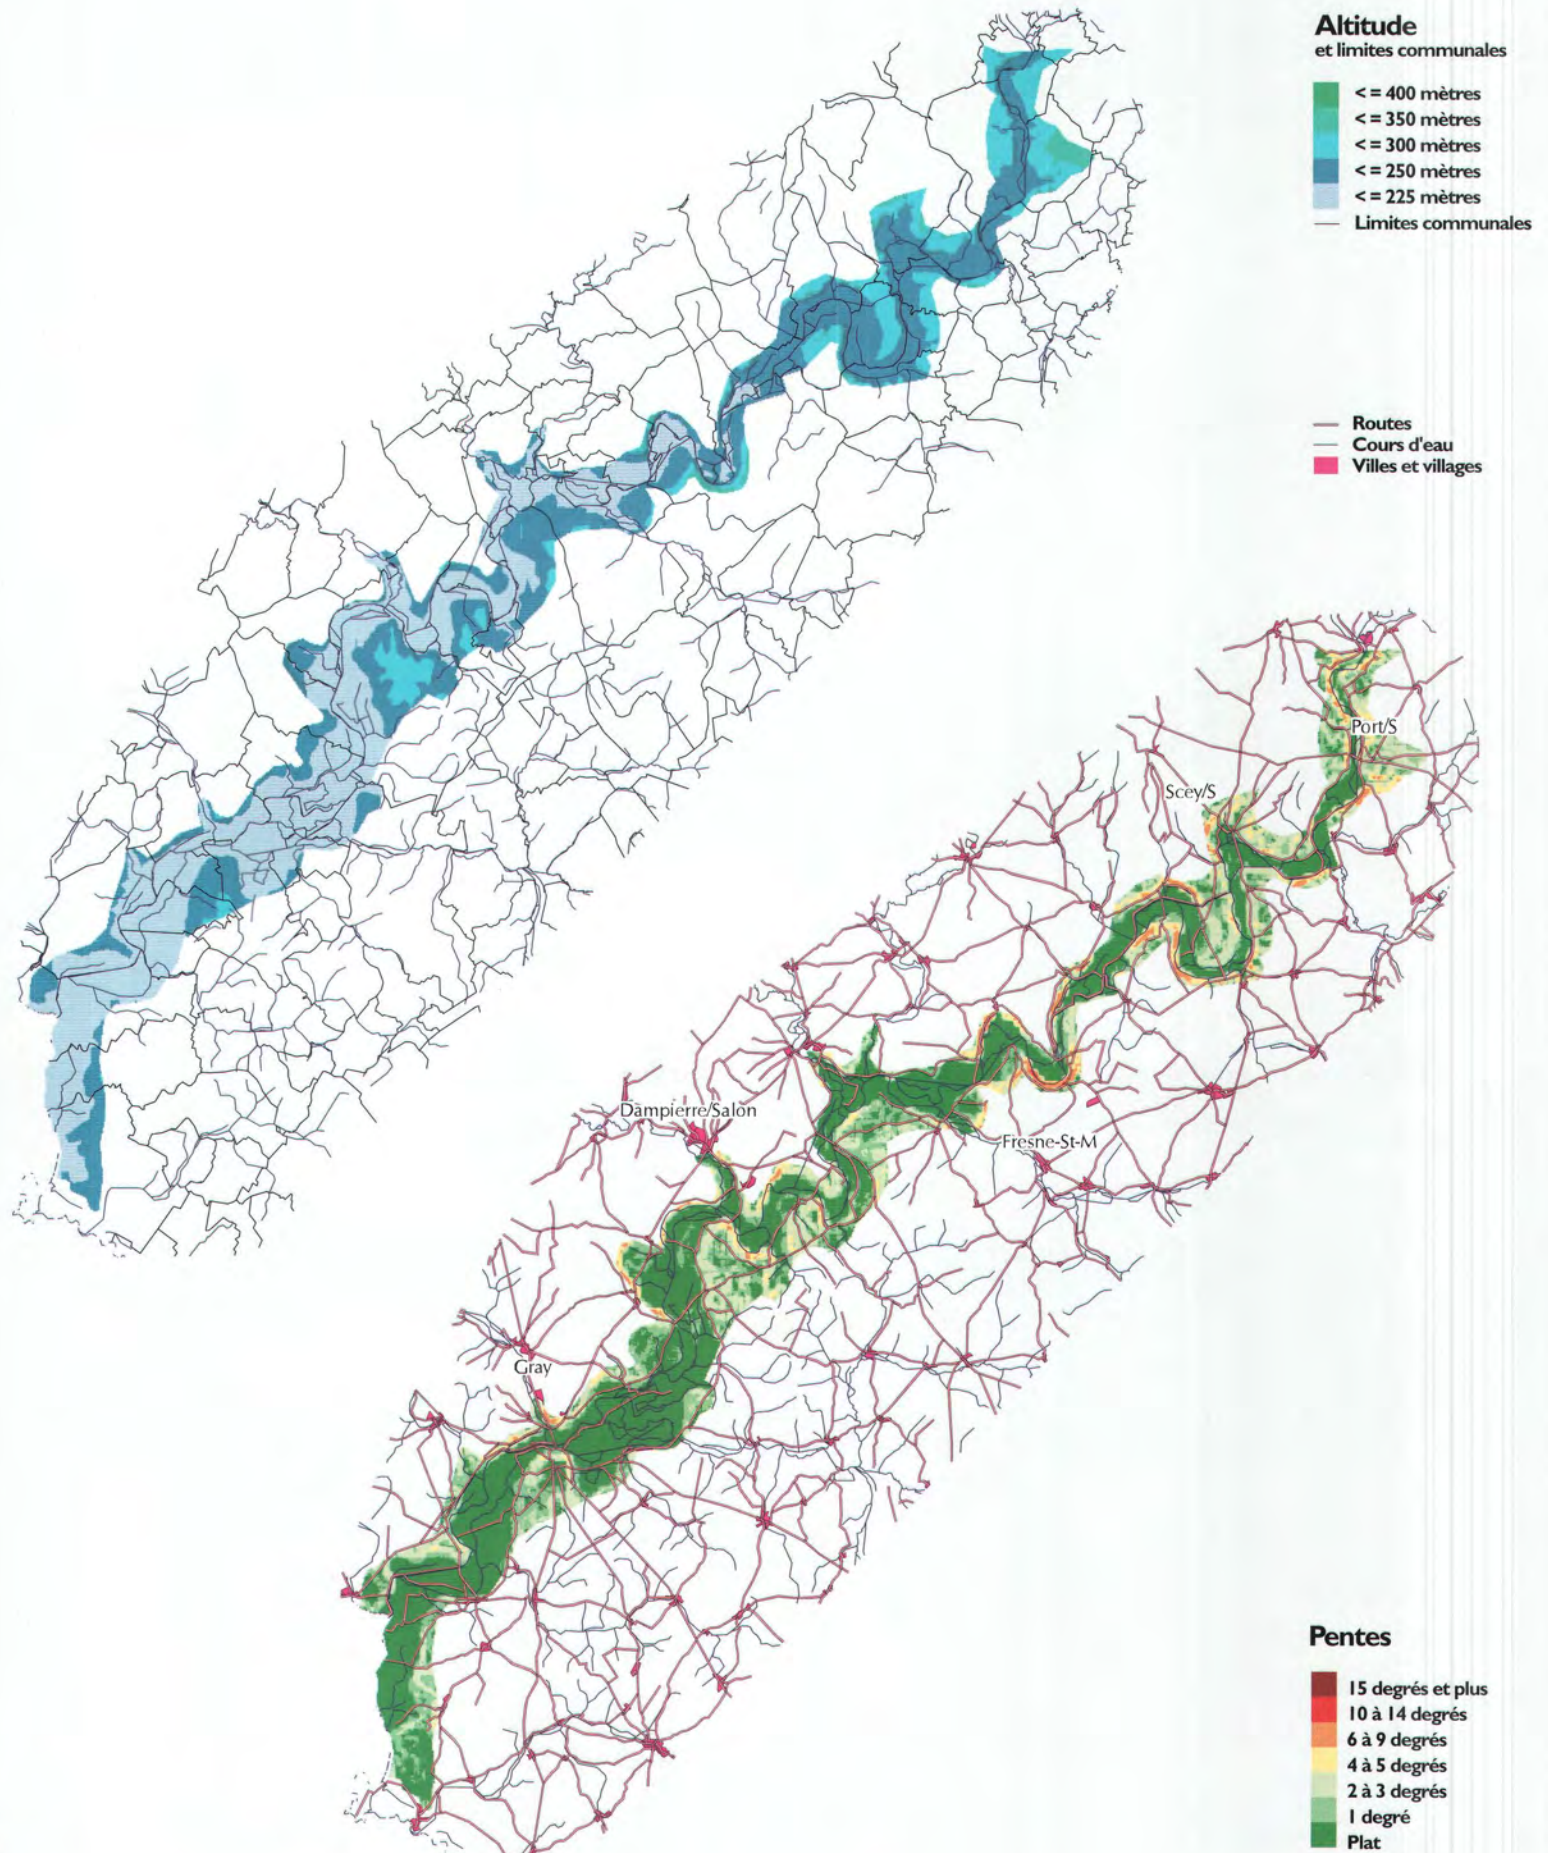 Altitude
et limites communales
< = 400 mètres
< = 350 mètres
< = 300 mètres
< = 250 mètres
< = 225 mètres
Limites communales
Routes
Cours d'eau
Villes et villages
Port/S
Scey/S
Dampierre/Salon
Fresne-St-M
Gray
Pentes
15 degrés et plus
10 à 14 degrés
6 à 9 degrés
4 à 5 degrés
2 à 3 degrés
1 degré
Plat